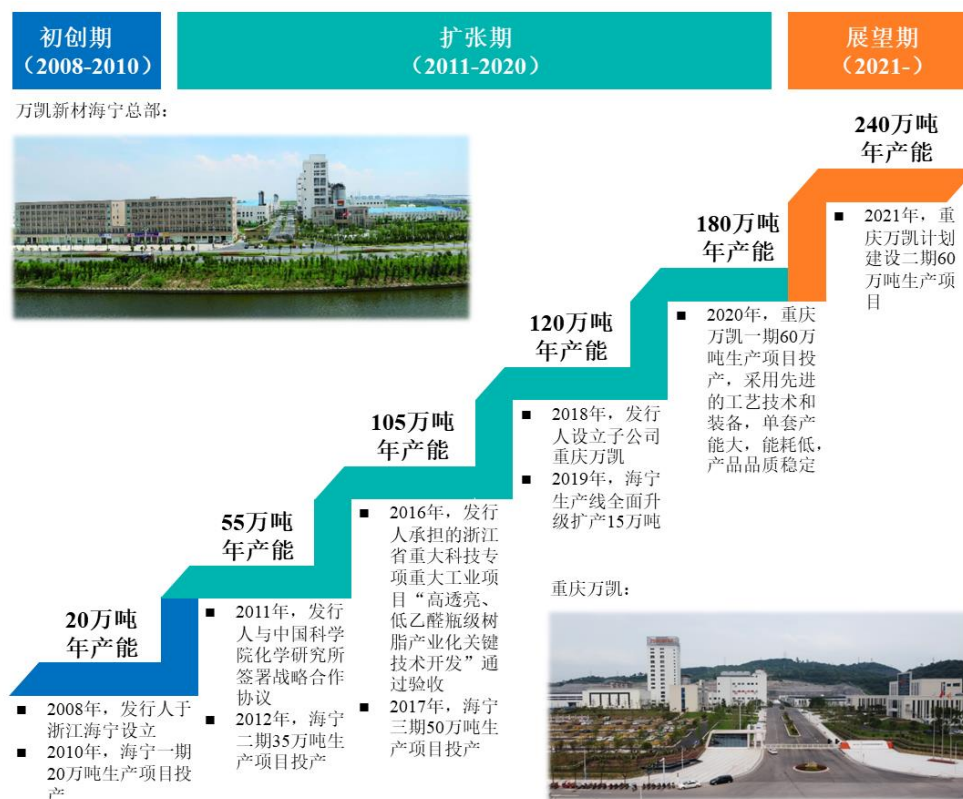 初创期
（2008-2010）
扩张期
（2011-2020）
展望期
（2021-）
万凯新材海宁总部：
20万吨
年产能
■ 2008年，发行人于
浙江海宁设立
■ 2010年，海宁一期
20万吨生产项目投
产
55万吨
年产能
■ 2011年，发行
人与中国科学
院化学研究所
签署战略合作
协议
■ 2012年，海宁
二期35万吨生
产项目投产
105万吨
年产能
■ 2016年，发行
人承担的浙江
省重大科技专
项重大工业项
目“高透亮、
低乙醛瓶级树
脂产业化关键
技术开发”通
过验收
■ 2017年，海宁
三期50万吨生
产项目投产
120万吨
年产能
■ 2018年，发行
人设立子公司
重庆万凯
■ 2019年，海宁
生产线全面升
级扩产15万吨
180万吨
年产能
■ 2020年，重庆
万凯一期60万
吨生产项目投
产，采用先进
的工艺技术和
装备，单套产
能大，能耗低，
产品品质稳定
240万吨
年产能
■ 2021年，重
庆万凯计划
建设二期60
万吨生产项
目
重庆万凯：